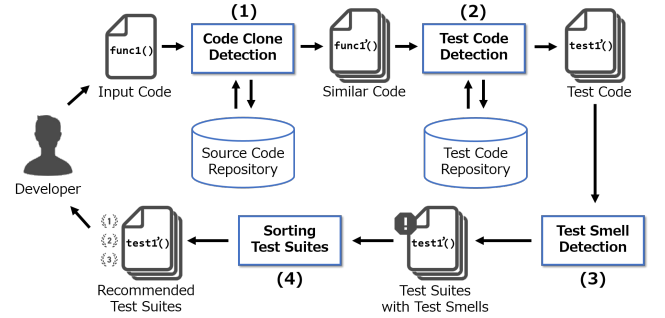 (1)
(2)
func1()
Code Clone
Detection
func1'()
Test Code
Detection
test1'()
Input Code
Similar Code
Test Code
Source Code
Repository
Test Code
Repository
Developer
1
2
3
test1'()
Sorting
Test Suites
test1'()
Test Smell
Detection
(4)
(3)
Recommended
Test Suites
Test Suites
with Test Smells